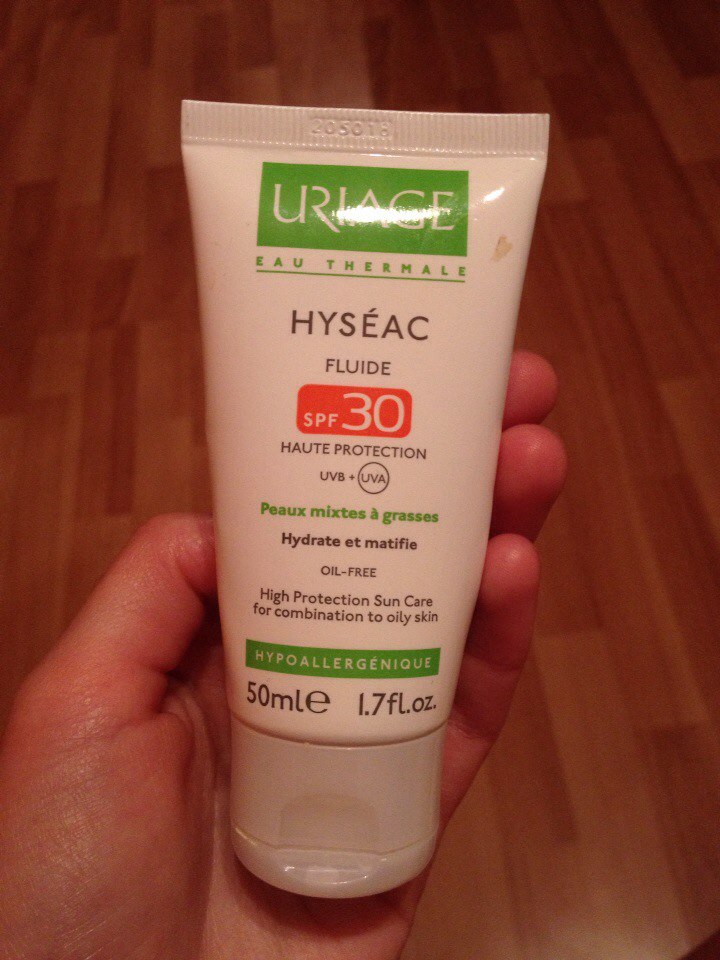 URIAGE
EAU THERMALE
HYSÉAC
FLUIDE
SPF 30
HAUTE PROTECTION
UVB + UVA
Peaux mixtes à grasses
Hydrate et matifie
OIL-FREE
High Protection Sun Care
for combination to oily skin
HYPOALLERGÉNIQUE
50ml℮ 1.7fl.oz.